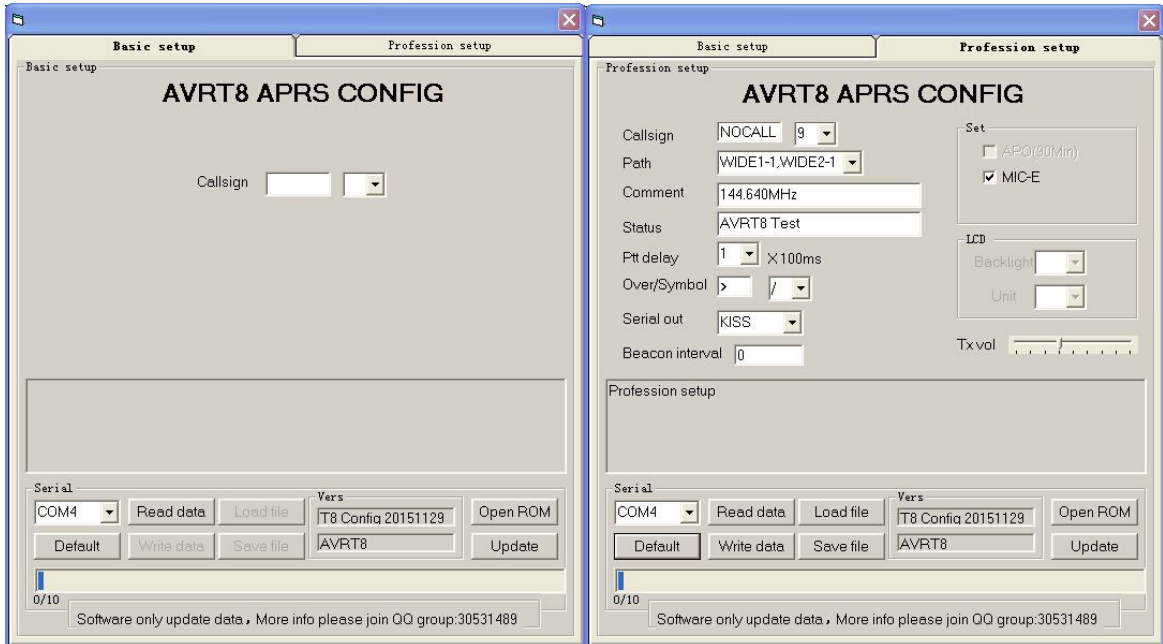 Basic setup
Profession setup
Basic setup
AVRT8 APRS CONFIG
Callsign
Serial
COM4
Read data
Load file
Default
Write data
Save file
Vers
T8 Config 20151129
AVRT8
Open ROM
Update
0/10
Software only update data, More info please join QQ group:30531489
Basic setup
Profession setup
Profession setup
AVRT8 APRS CONFIG
Callsign NOCALL 9
Path WIDE1-1,WIDE2-1
Comment 144.640MHz
Status AVRT8 Test
Ptt delay 1 X100ms
Over/Symbol > /
Serial out KISS
Beacon interval 0
Set
APO(90Min)
MIC-E
LCD
Backlight
Unit
Tx vol
Profession setup
Serial
COM4
Read data
Load file
Default
Write data
Save file
Vers
T8 Config 20151129
AVRT8
Open ROM
Update
0/10
Software only update data, More info please join QQ group:30531489